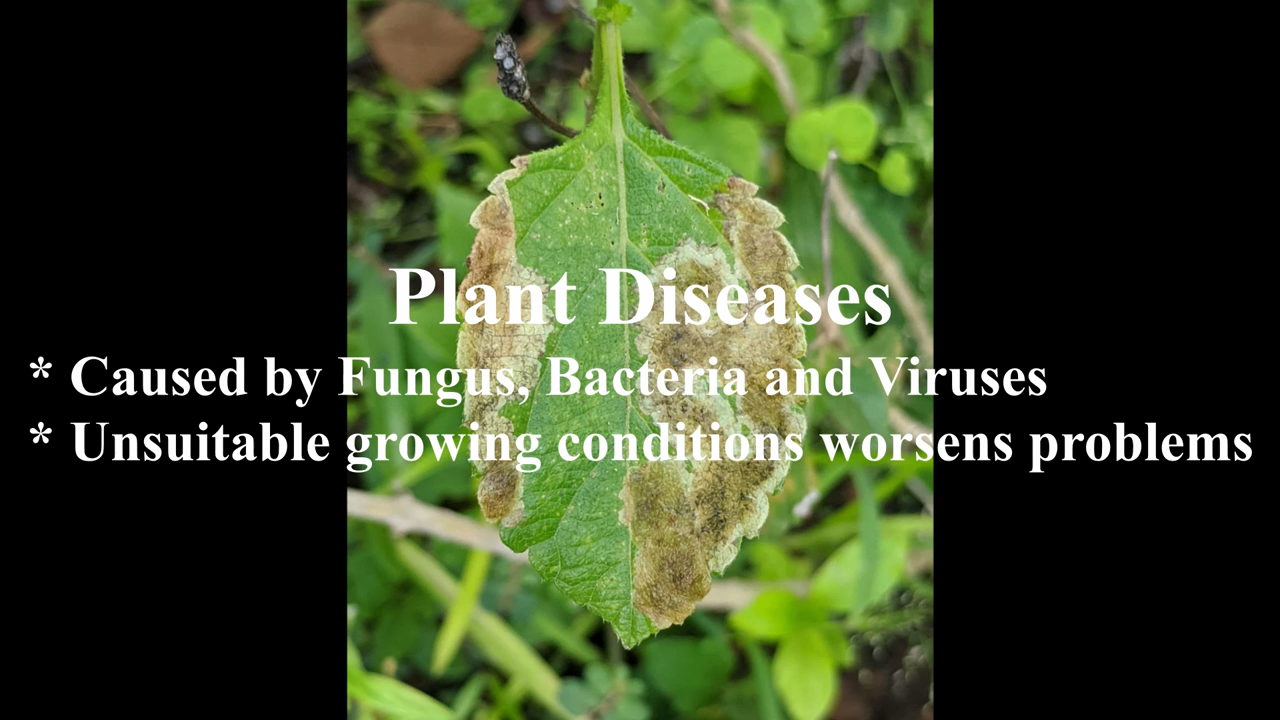 Plant Diseases
* Caused by Fungus, Bacteria and Viruses
* Unsuitable growing conditions worsens problems